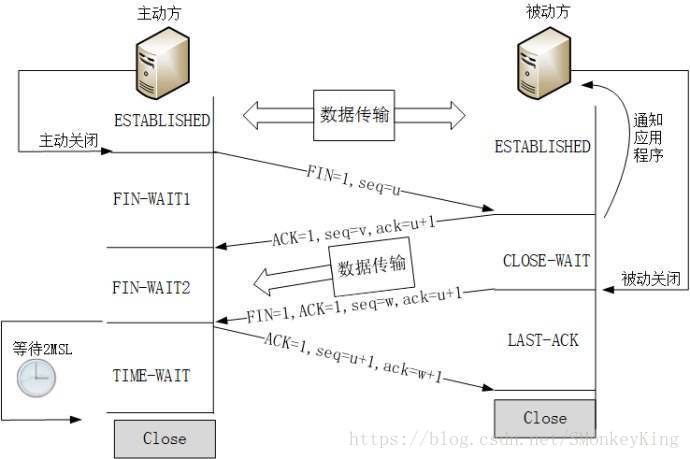 主动方
被动方
ESTABLISHED
数据传输
通知
应用
程序
主动关闭
ESTABLISHED
FIN=1,seq=u
FIN-WAIT1
ACK=1,seq=v,ack=u+1
CLOSE-WAIT
数据传输
被动关闭
FIN-WAIT2
FIN=1,ACK=1,seq=w,ack=u+1
等待2MSL
LAST-ACK
ACK=1,seq=u+1,ack=w+1
TIME-WAIT
Close
Close
https://blog.csdn.net/SMonkeyKing